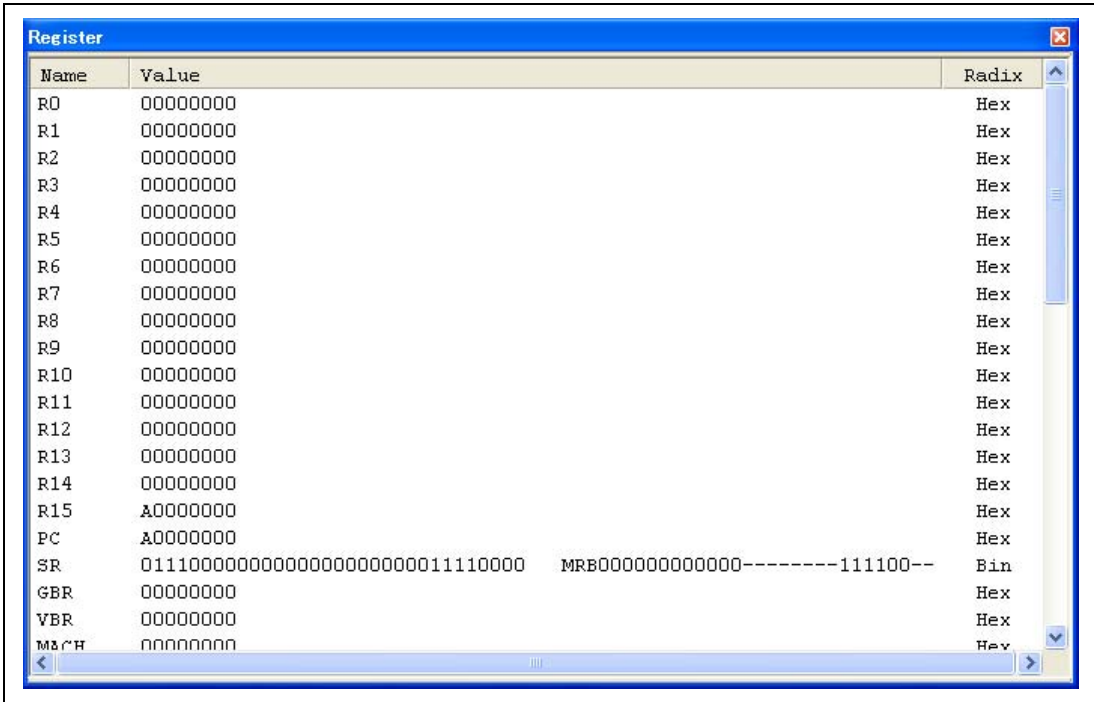 Register
Name Value Radix
R0 00000000 Hex
R1 00000000 Hex
R2 00000000 Hex
R3 00000000 Hex
R4 00000000 Hex
R5 00000000 Hex
R6 00000000 Hex
R7 00000000 Hex
R8 00000000 Hex
R9 00000000 Hex
R10 00000000 Hex
R11 00000000 Hex
R12 00000000 Hex
R13 00000000 Hex
R14 00000000 Hex
R15 A0000000 Hex
PC A0000000 Hex
SR 01110000000000000000000011110000 MRB000000000000--------111100-- Bin
GBR 00000000 Hex
VBR 00000000 Hex
MACH 00000000 Hex